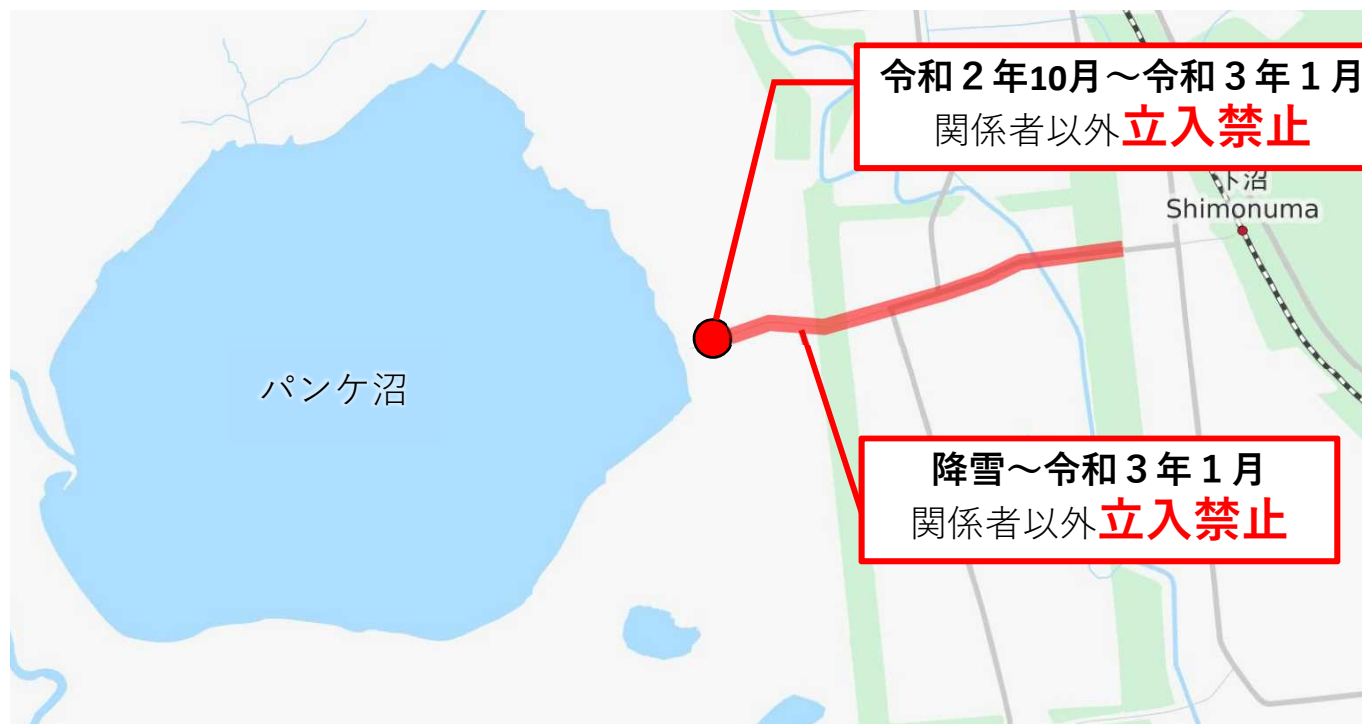 令和２年10月～令和３年１月
関係者以外立入禁止
下沼
Shimonuma
パンケ沼
降雪～令和３年１月
関係者以外立入禁止